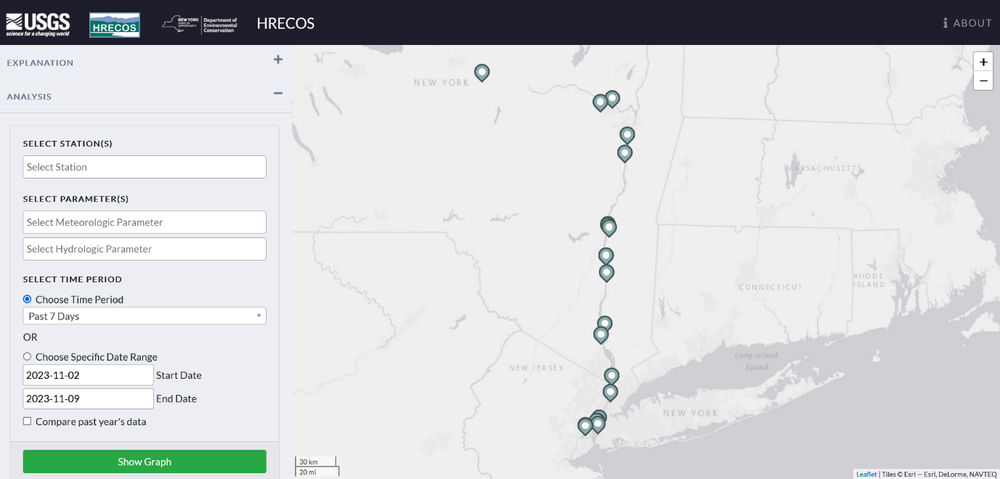 USGS
science for a changing world
HRECOS
NEW YORK
STATE OF
OPPORTUNITY
Department of
Environmental
Conservation
HRECOS
ABOUT
EXPLANATION
ANALYSIS
SELECT STATION(S)
Select Station
SELECT PARAMETER(S)
Select Meteorologic Parameter
Select Hydrologic Parameter
SELECT TIME PERIOD
Choose Time Period
Past 7 Days
OR
Choose Specific Date Range
2023-11-02 Start Date
2023-11-09 End Date
Compare past year's data
Show Graph
+
−
NEW YORK
MASSACHUSETTS
RHODE
ISLAND
CONNECTICUT
Long Island
Sound
NEW JERSEY
NEW YORK
30 km
20 mi
Leaflet | Tiles © Esri — Esri, DeLorme, NAVTEQ